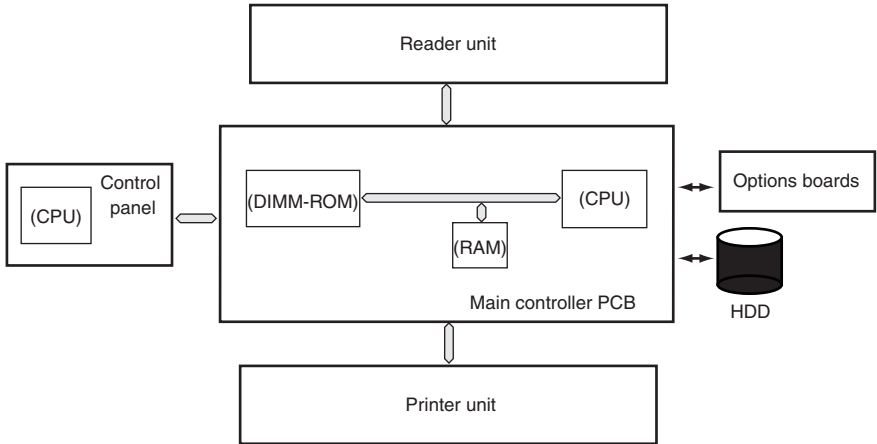 Reader unit
Control
panel
(CPU)
(DIMM-ROM)
(CPU)
(RAM)
Main controller PCB
Options boards
HDD
Printer unit